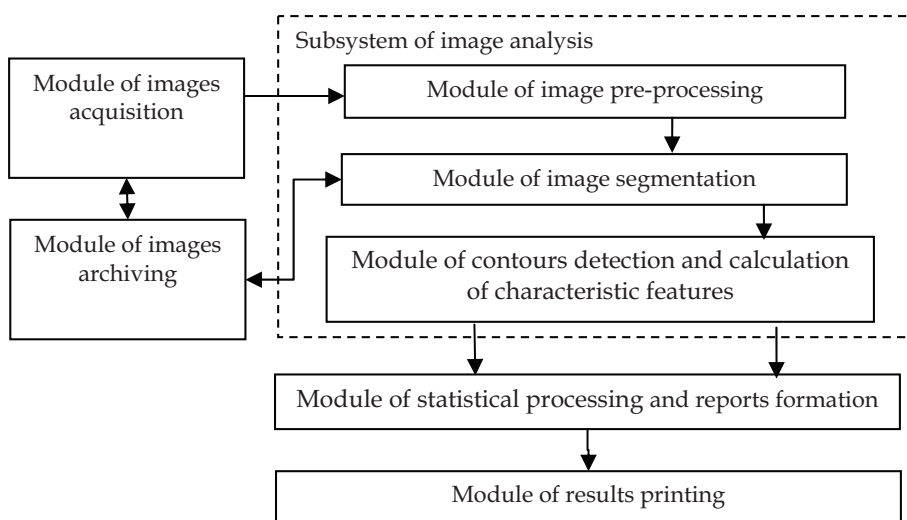 Subsystem of image analysis
Module of images
acquisition
Module of image pre-processing
Module of image segmentation
Module of images
archiving
Module of contours detection and calculation
of characteristic features
Module of statistical processing and reports formation
Module of results printing